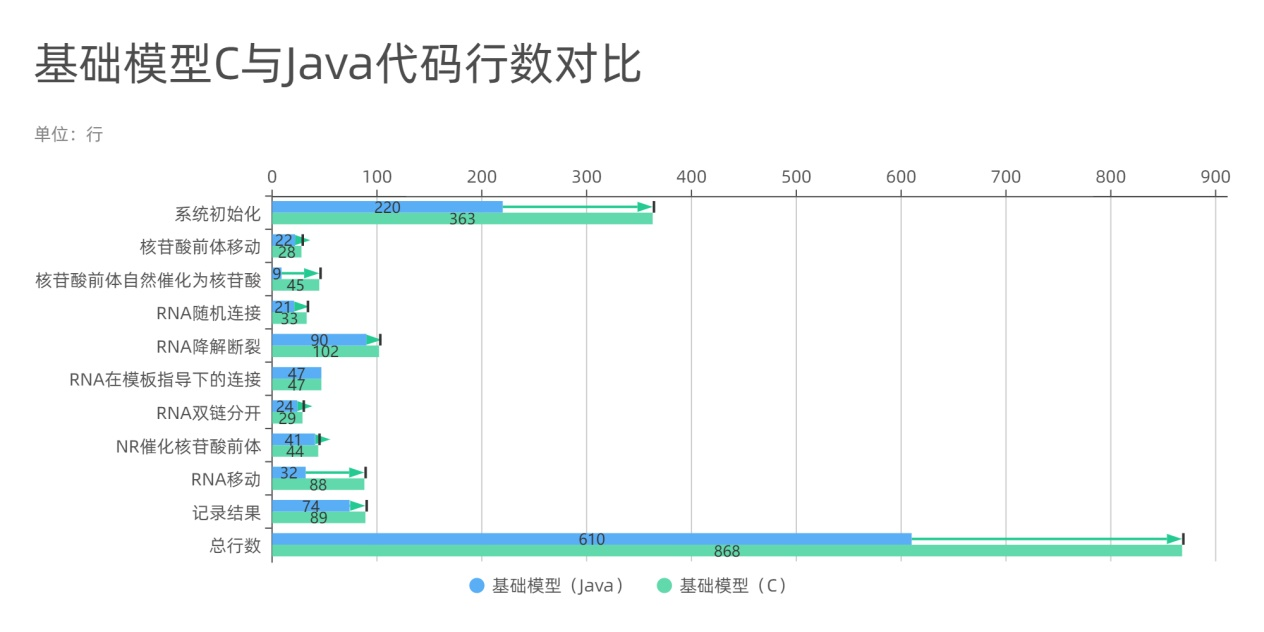 基础模型C与Java代码行数对比
单位：行
0 100 200 300 400 500 600 700 800 900
系统初始化 220
363
核苷酸前体移动 22
28
核苷酸前体自然催化为核苷酸 9
45
RNA随机连接 21
33
RNA降解断裂 90
102
RNA在模板指导下的连接 47
47
RNA双链分开 24
29
NR催化核苷酸前体 41
44
RNA移动 32
88
记录结果 74
89
总行数 610
868
基础模型（Java） 基础模型（C）